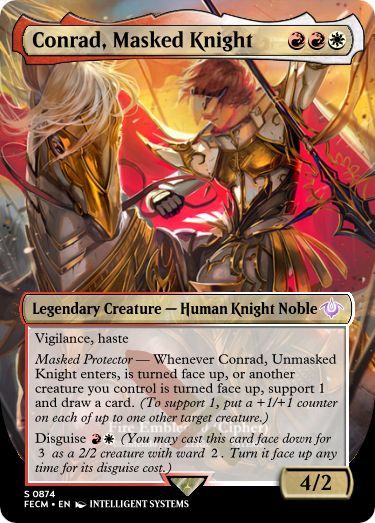 Conrad, Masked Knight
Legendary Creature — Human Knight Noble
Vigilance, haste
Masked Protector — Whenever Conrad, Unmasked
Knight enters, is turned face up, or another
creature you control is turned face up, support 1
and draw a card. (To support 1, put a +1/+1 counter
on each of up to one other target creature.)
Disguise (You may cast this card face down for
3 as a 2/2 creature with ward 2. Turn it face up any
time for its disguise cost.)
4/2
S 0874
FECM • EN INTELLIGENT SYSTEMS